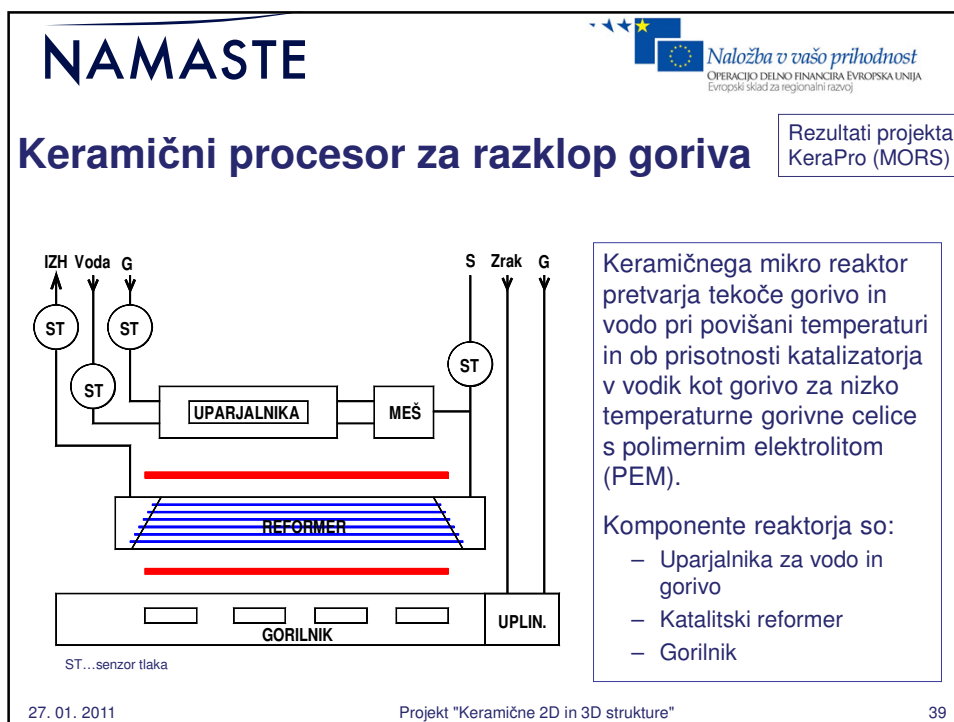 NAMASTE
Naložba v vašo prihodnost
OPERACIJO DELNO FINANCIRA EVROPSKA UNIJA
Evropski sklad za regionalni razvoj
Keramični procesor za razklop goriva
Rezultati projekta
KeraPro (MORS)
IZH Voda G
S Zrak G
ST
ST
ST
ST
UPARJALNIKA
MEŠ
REFORMER
GORILNIK
UPLIN.
ST…senzor tlaka
Keramičnega mikro reaktor
pretvarja tekoče gorivo in
vodo pri povišani temperaturi
in ob prisotnosti katalizatorja
v vodik kot gorivo za nizko
temperaturne gorivne celice
s polimernim elektrolitom
(PEM).
Komponente reaktorja so:
– Uparjalnika za vodo in
gorivo
– Katalitski reformer
– Gorilnik
27. 01. 2011
Projekt "Keramične 2D in 3D strukture"
39